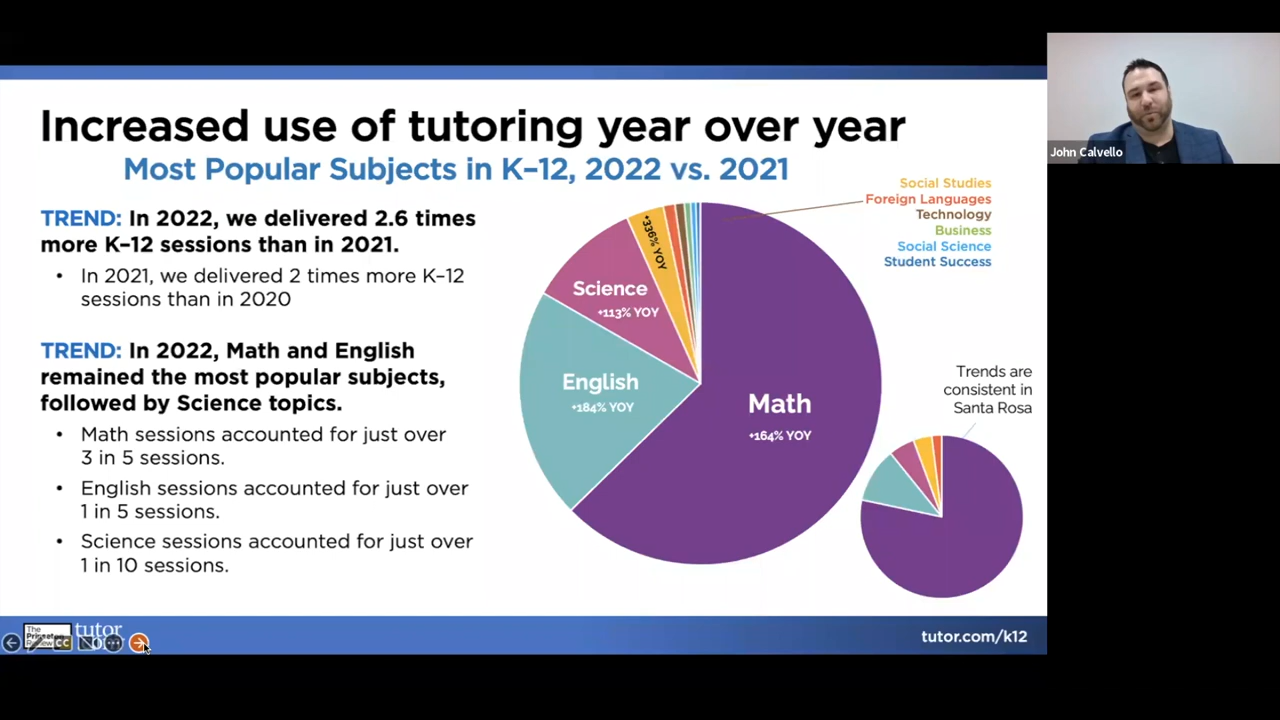 Increased use of tutoring year over year
Most Popular Subjects in K–12, 2022 vs. 2021
TREND: In 2022, we delivered 2.6 times
more K–12 sessions than in 2021.
• In 2021, we delivered 2 times more K–12
sessions than in 2020
TREND: In 2022, Math and English
remained the most popular subjects,
followed by Science topics.
• Math sessions accounted for just over
3 in 5 sessions.
• English sessions accounted for just over
1 in 5 sessions.
• Science sessions accounted for just over
1 in 10 sessions.
Social Studies
Foreign Languages
Technology
Business
Social Science
Student Success
+336% YOY
Science
+113% YOY
English
+184% YOY
Math
+164% YOY
Trends are
consistent in
Santa Rosa
The
Princeton
Review
tutor
CC
tutor.com/k12
John Calvello